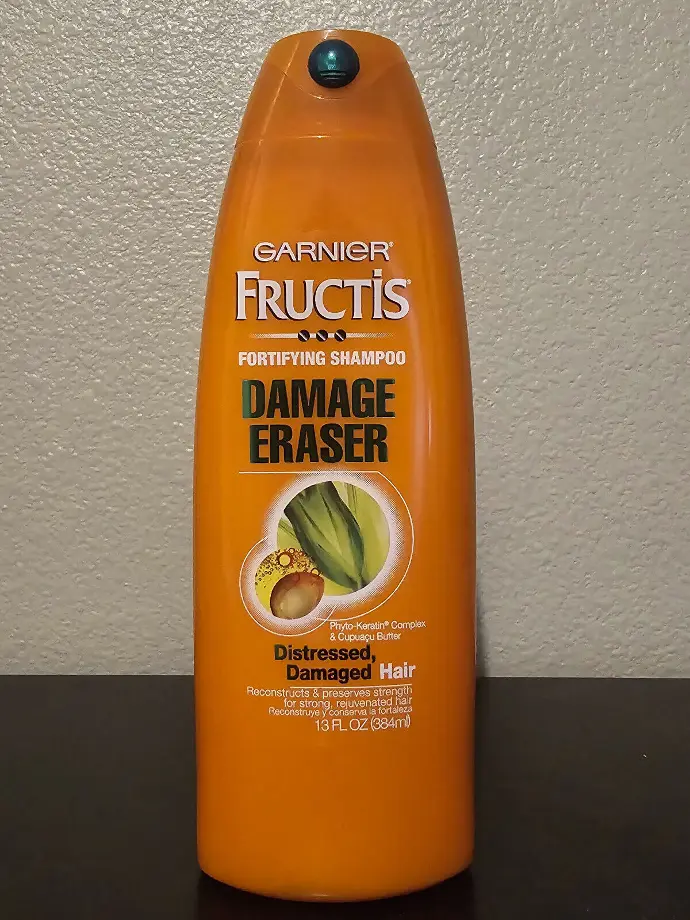 GARNIER®
FRUCTIS®
FORTIFYING SHAMPOO
DAMAGE
ERASER
Phyto-Keratin® Complex
& Cupuaçu Butter
Distressed,
Damaged Hair
Reconstructs & preserves strength
for strong, rejuvenated hair
Reconstruye y conserva la fortaleza
13 FL OZ (384ml)